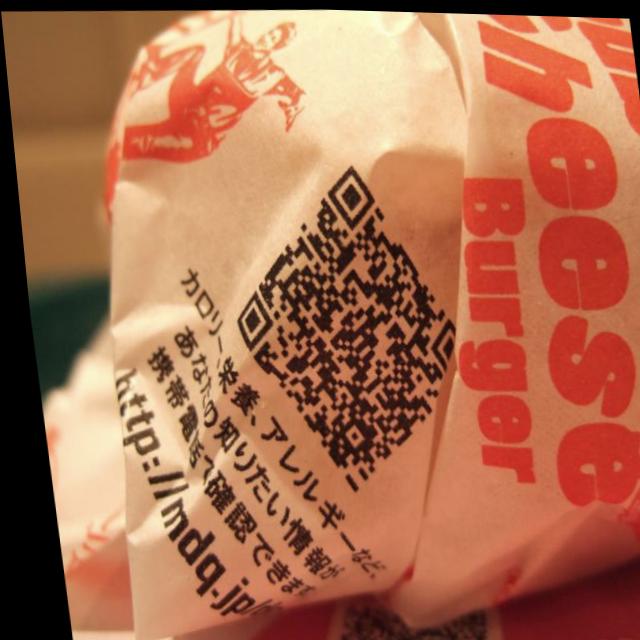 Cheese
Burger
カロリー、栄養、アレルギーなど、
あなたの知りたい情報が
携帯電話で確認できます
http://mdq.jp/